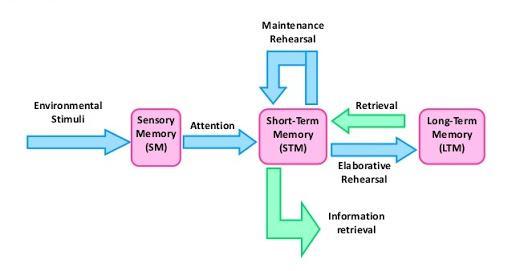 Maintenance
Rehearsal
Environmental
Stimuli
Sensory
Memory
(SM)
Attention
Short-Term
Memory
(STM)
Retrieval
Elaborative
Rehearsal
Long-Term
Memory
(LTM)
Information
retrieval